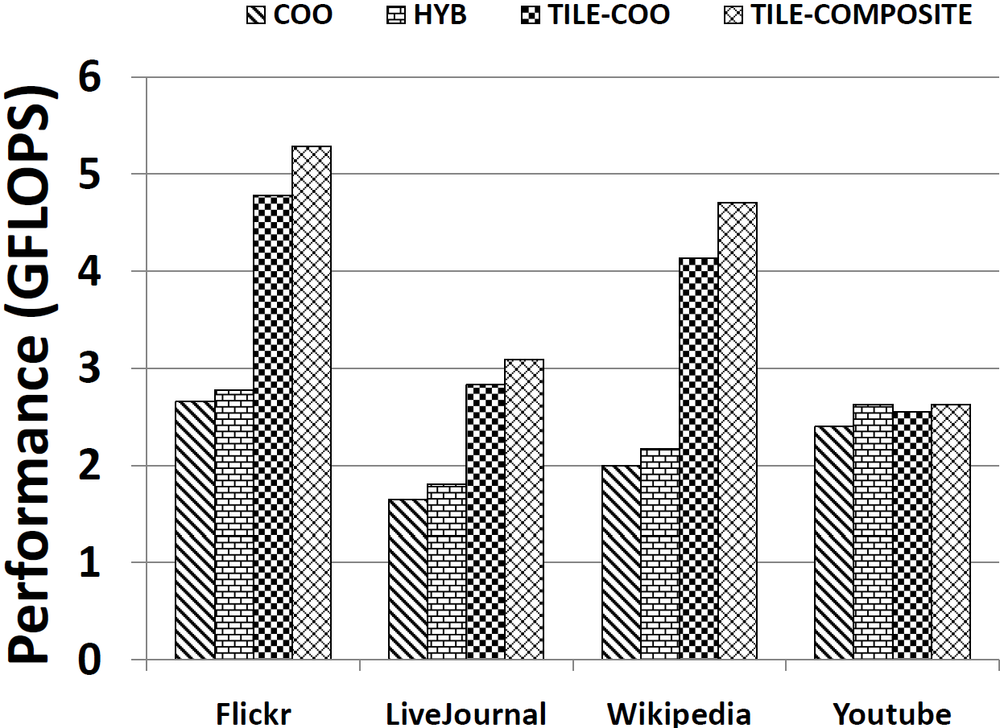 COO HYB TILE-COO TILE-COMPOSITE
Performance (GFLOPS)
6
5
4
3
2
1
0
Flickr LiveJournal Wikipedia Youtube